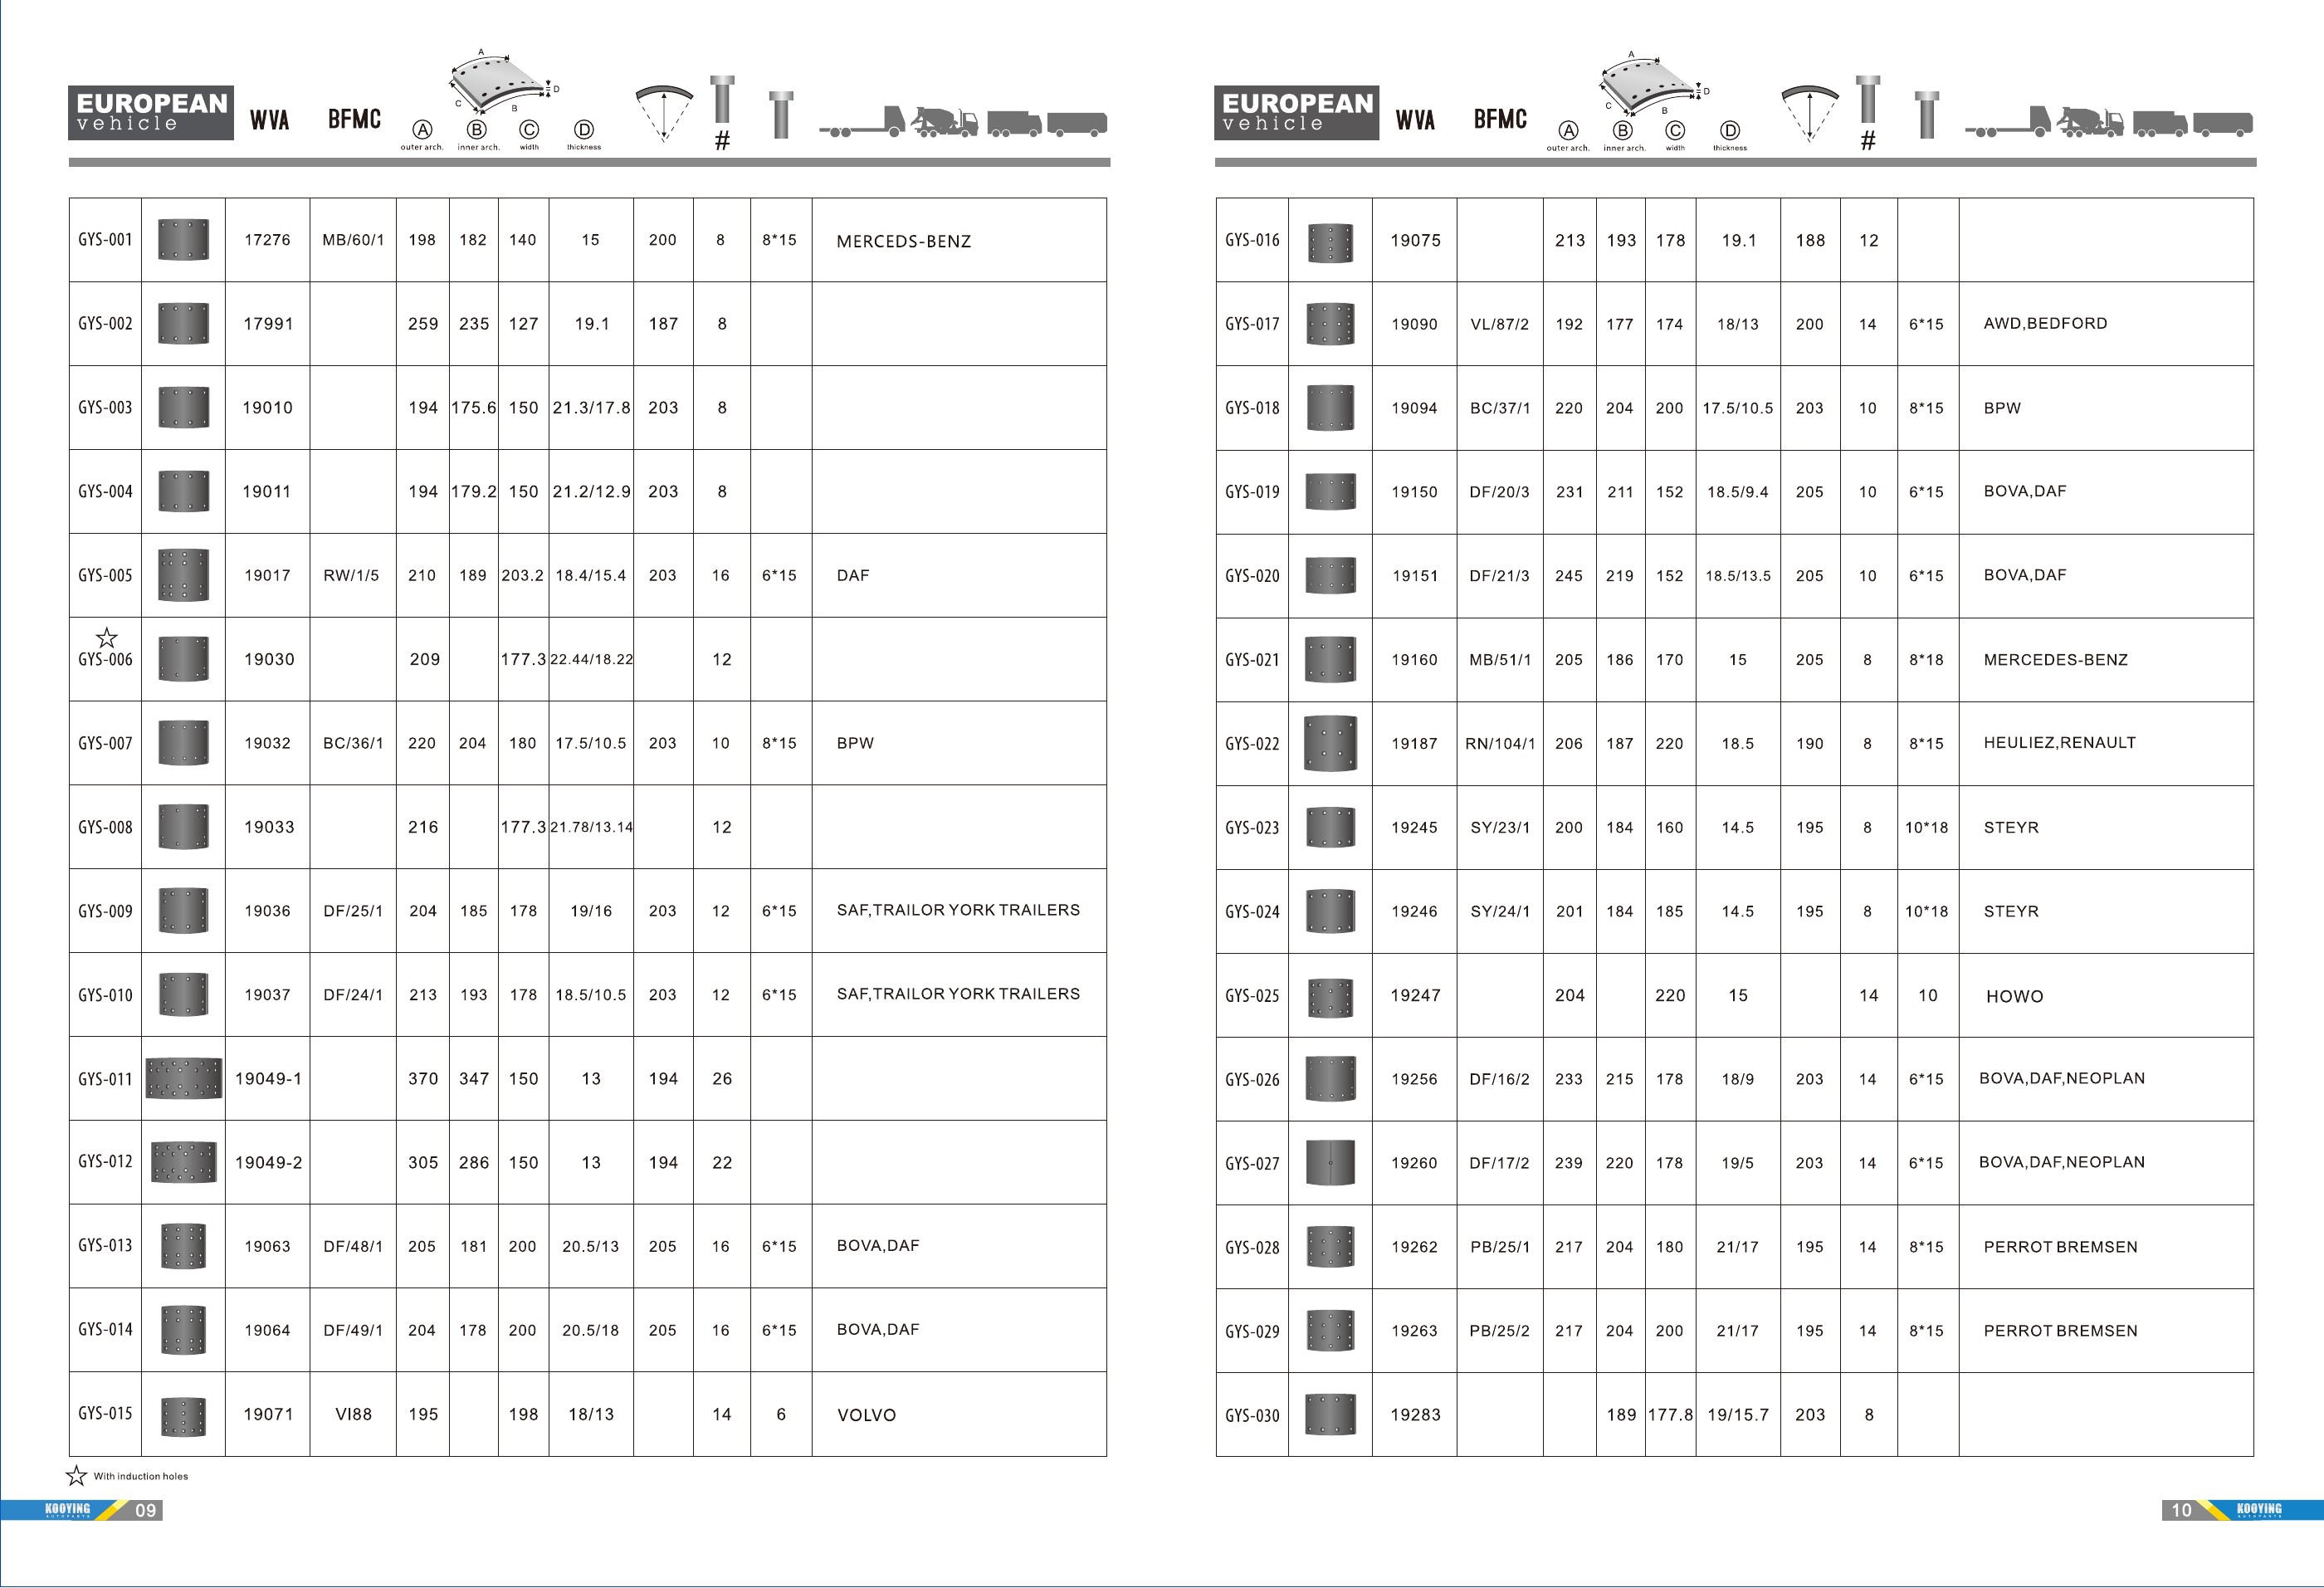 EUROPEAN
vehicle
WVA BFMC
A
B
C
D
Ⓐ Ⓑ Ⓒ Ⓓ
outer arch. inner arch. width thickness
#
GYS-001 17276 MB/60/1 198 182 140 15 200 8 8*15 MERCEDS-BENZ
GYS-002 17991 259 235 127 19.1 187 8
GYS-003 19010 194 175.6 150 21.3/17.8 203 8
GYS-004 19011 194 179.2 150 21.2/12.9 203 8
GYS-005 19017 RW/1/5 210 189 203.2 18.4/15.4 203 16 6*15 DAF
☆
GYS-006 19030 209 177.3 22.44/18.22 12
GYS-007 19032 BC/36/1 220 204 180 17.5/10.5 203 10 8*15 BPW
GYS-008 19033 216 177.3 21.78/13.14 12
GYS-009 19036 DF/25/1 204 185 178 19/16 203 12 6*15 SAF,TRAILOR YORK TRAILERS
GYS-010 19037 DF/24/1 213 193 178 18.5/10.5 203 12 6*15 SAF,TRAILOR YORK TRAILERS
GYS-011 19049-1 370 347 150 13 194 26
GYS-012 19049-2 305 286 150 13 194 22
GYS-013 19063 DF/48/1 205 181 200 20.5/13 205 16 6*15 BOVA,DAF
GYS-014 19064 DF/49/1 204 178 200 20.5/18 205 16 6*15 BOVA,DAF
GYS-015 19071 VI88 195 198 18/13 14 6 VOLVO
☆ With induction holes
KOOYING
AUTOPARTS
09
EUROPEAN
vehicle
WVA BFMC
A
B
C
D
Ⓐ Ⓑ Ⓒ Ⓓ
outer arch. inner arch. width thickness
#
GYS-016 19075 213 193 178 19.1 188 12
GYS-017 19090 VL/87/2 192 177 174 18/13 200 14 6*15 AWD,BEDFORD
GYS-018 19094 BC/37/1 220 204 200 17.5/10.5 203 10 8*15 BPW
GYS-019 19150 DF/20/3 231 211 152 18.5/9.4 205 10 6*15 BOVA,DAF
GYS-020 19151 DF/21/3 245 219 152 18.5/13.5 205 10 6*15 BOVA,DAF
GYS-021 19160 MB/51/1 205 186 170 15 205 8 8*18 MERCEDES-BENZ
GYS-022 19187 RN/104/1 206 187 220 18.5 190 8 8*15 HEULIEZ,RENAULT
GYS-023 19245 SY/23/1 200 184 160 14.5 195 8 10*18 STEYR
GYS-024 19246 SY/24/1 201 184 185 14.5 195 8 10*18 STEYR
GYS-025 19247 204 220 15 14 10 HOWO
GYS-026 19256 DF/16/2 233 215 178 18/9 203 14 6*15 BOVA,DAF,NEOPLAN
GYS-027 19260 DF/17/2 239 220 178 19/5 203 14 6*15 BOVA,DAF,NEOPLAN
GYS-028 19262 PB/25/1 217 204 180 21/17 195 14 8*15 PERROT BREMSEN
GYS-029 19263 PB/25/2 217 204 200 21/17 195 14 8*15 PERROT BREMSEN
GYS-030 19283 189 177.8 19/15.7 203 8
10
KOOYING
AUTOPARTS